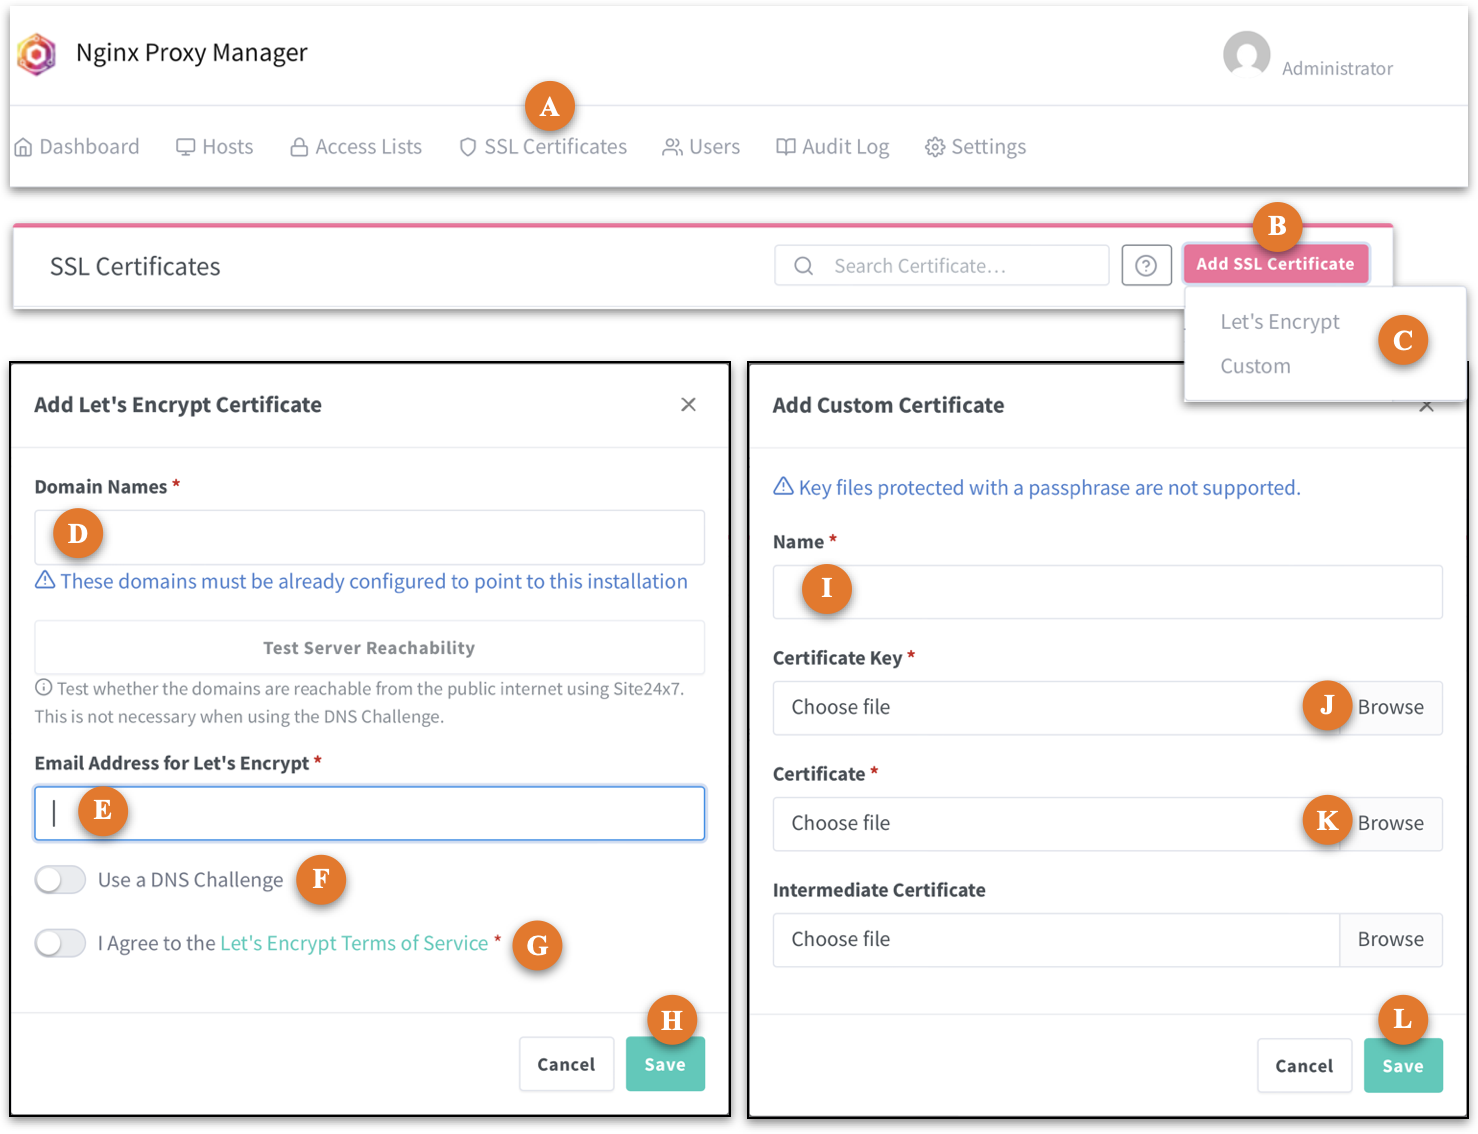 Nginx Proxy Manager
Administrator
A
Dashboard Hosts Access Lists SSL Certificates Users Audit Log Settings
B
SSL Certificates Search Certificate... Add SSL Certificate
Let's Encrypt
C
Custom
Add Let's Encrypt Certificate
Domain Names *
D
These domains must be already configured to point to this installation
Test Server Reachability
Test whether the domains are reachable from the public internet using Site24x7.
This is not necessary when using the DNS Challenge.
Email Address for Let's Encrypt *
E
Use a DNS Challenge F
I Agree to the Let's Encrypt Terms of Service * G
H
Cancel Save
Add Custom Certificate
Key files protected with a passphrase are not supported.
Name *
I
Certificate Key *
Choose file J Browse
Certificate *
Choose file K Browse
Intermediate Certificate
Choose file Browse
L
Cancel Save